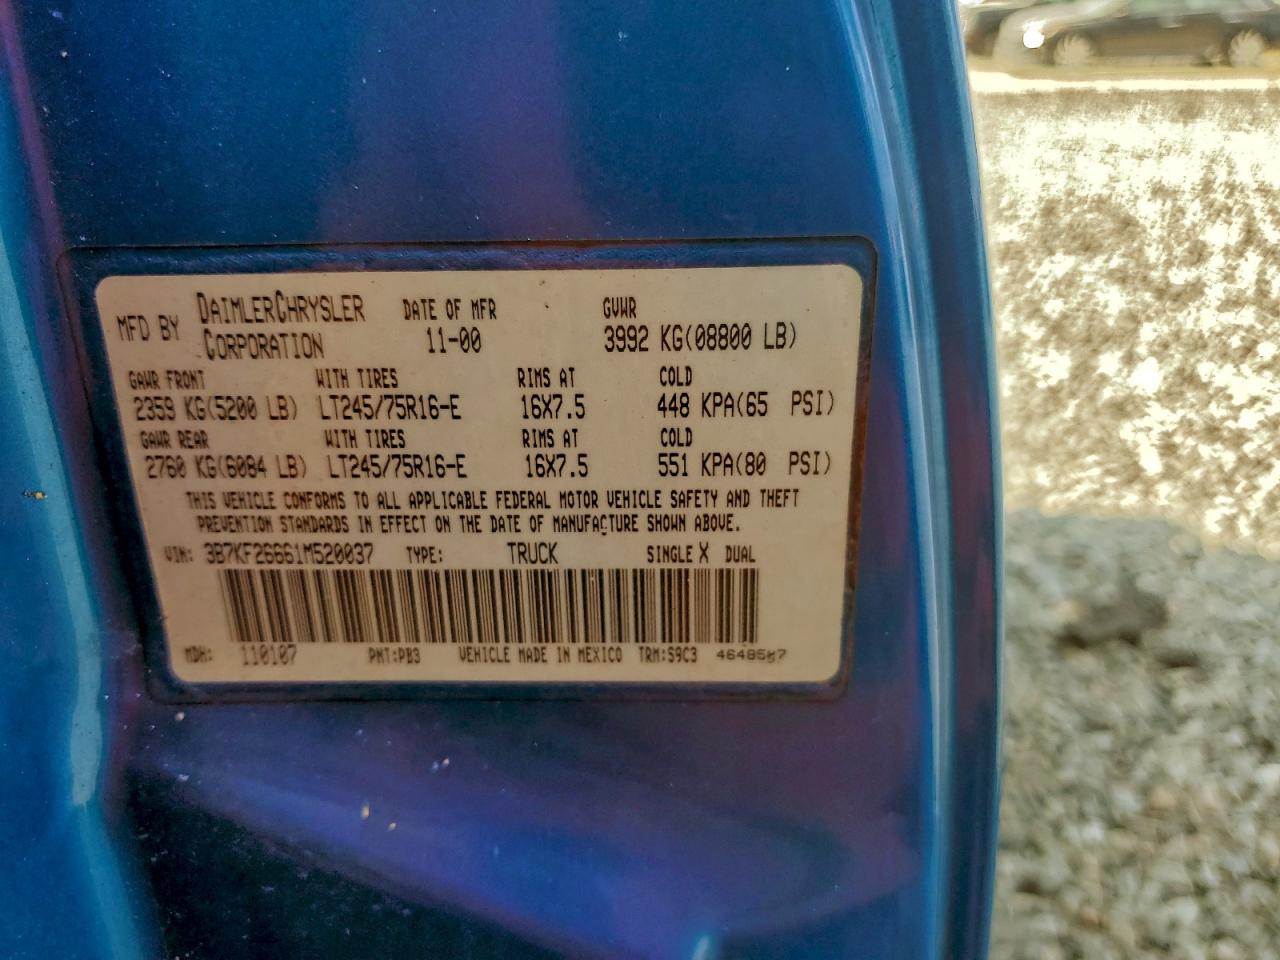 MFD BY DAIMLERCHRYSLER CORPORATION DATE OF MFR 11-00 GVWR 3992 KG(08800 LB)
GAWR FRONT WITH TIRES RIMS AT COLD
2359 KG(5200 LB) LT245/75R16-E 16X7.5 448 KPA(65 PSI)
GAWR REAR WITH TIRES RIMS AT COLD
2760 KG(6084 LB) LT245/75R16-E 16X7.5 551 KPA(80 PSI)
THIS VEHICLE CONFORMS TO ALL APPLICABLE FEDERAL MOTOR VEHICLE SAFETY AND THEFT
PREVENTION STANDARDS IN EFFECT ON THE DATE OF MANUFACTURE SHOWN ABOVE.
VIN: 3B7KF26661M520037 TYPE: TRUCK SINGLE X DUAL
MDH: 110107 PNT:PB3 VEHICLE MADE IN MEXICO TRM:S9C3